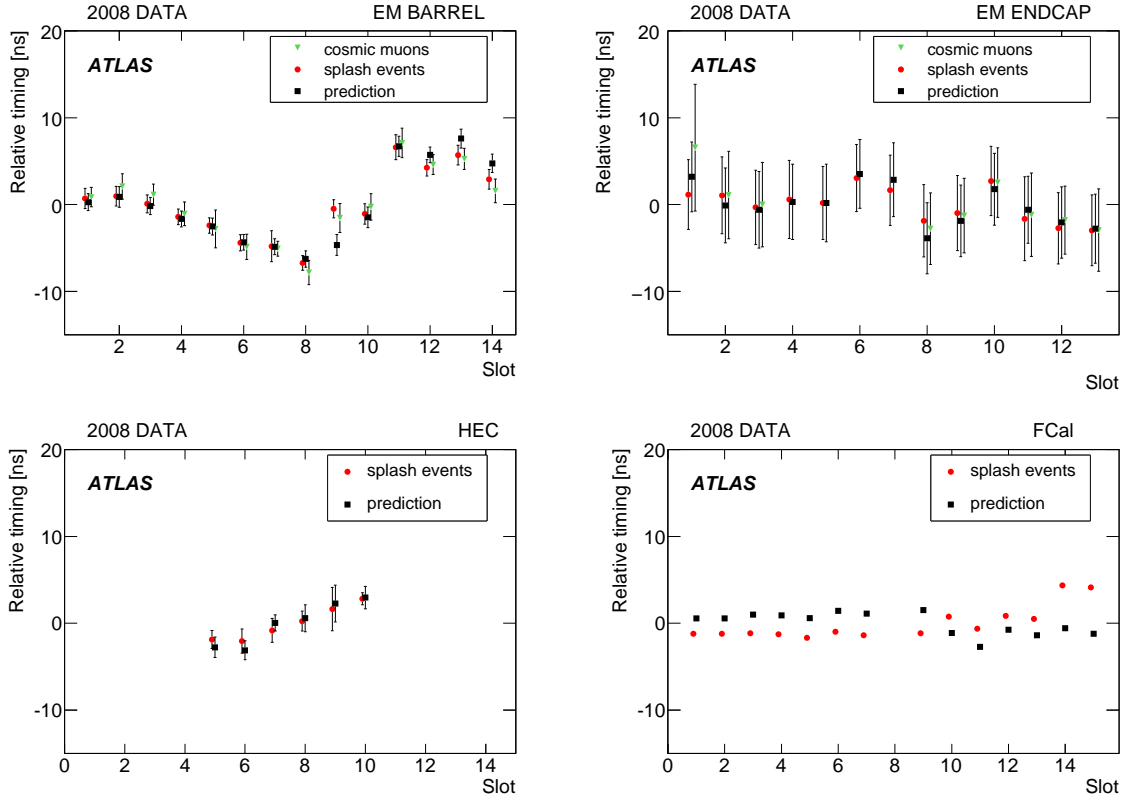 2008 DATA EM BARREL
Relative timing [ns]
ATLAS
cosmic muons
splash events
prediction
20
10
0
-10
2 4 6 8 10 12 14
Slot
2008 DATA EM ENDCAP
Relative timing [ns]
ATLAS
cosmic muons
splash events
prediction
20
10
0
−10
2 4 6 8 10 12
Slot
2008 DATA HEC
Relative timing [ns]
ATLAS
splash events
prediction
20
10
0
-10
0 2 4 6 8 10 12 14
Slot
2008 DATA FCal
Relative timing [ns]
ATLAS
splash events
prediction
20
10
0
-10
0 2 4 6 8 10 12 14
Slot